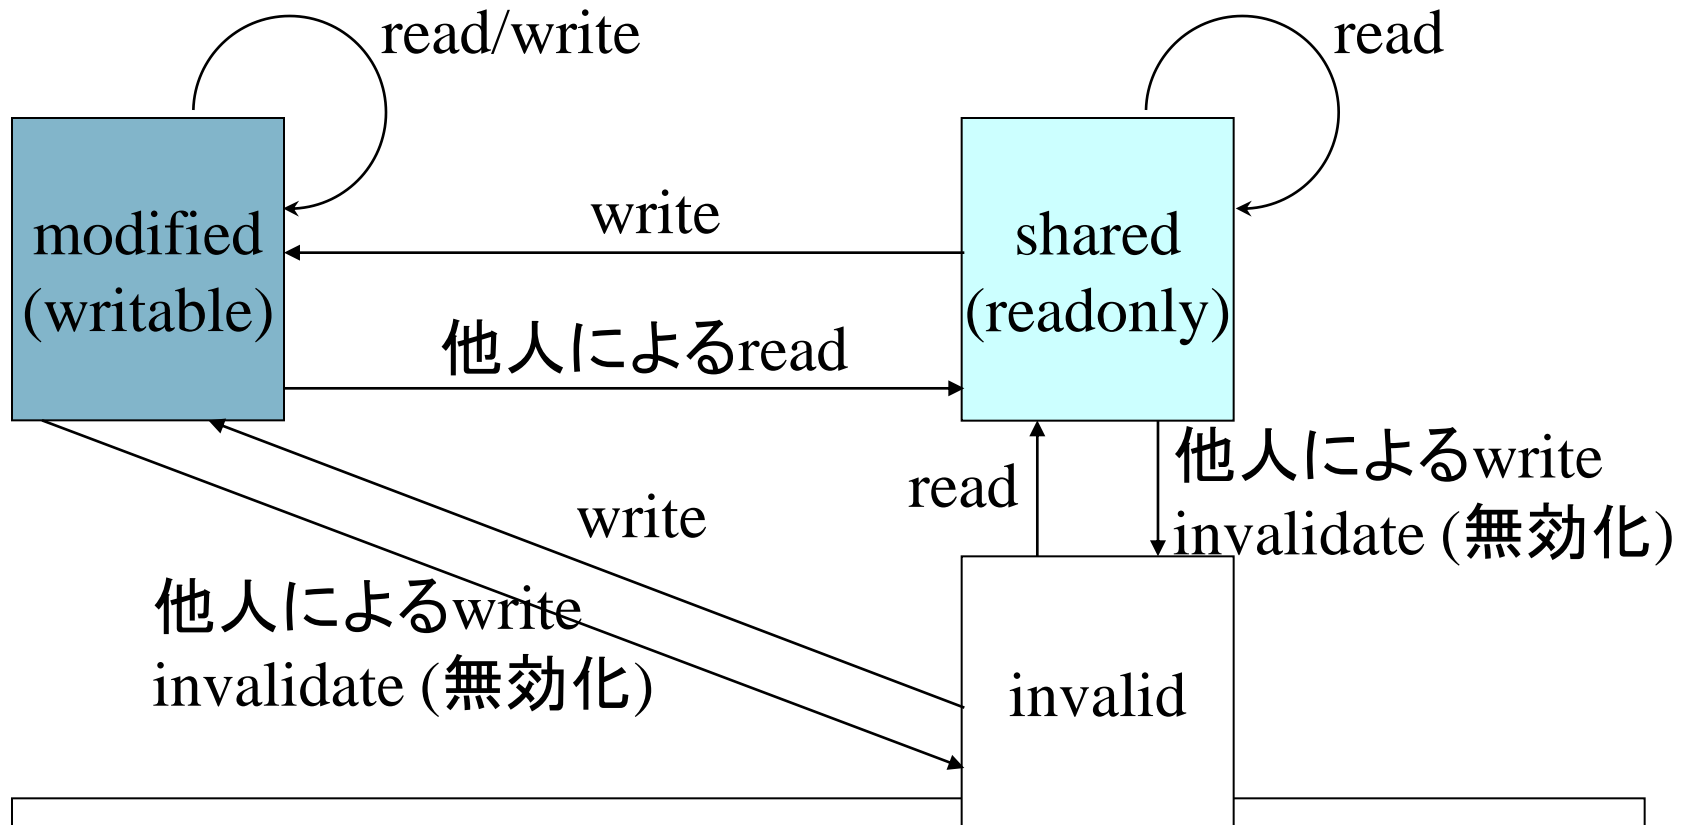 read/write
read
modified
(writable)
write
shared
(readonly)
他人によるread
read
他人によるwrite
invalidate (無効化)
write
他人によるwrite
invalidate (無効化)
invalid